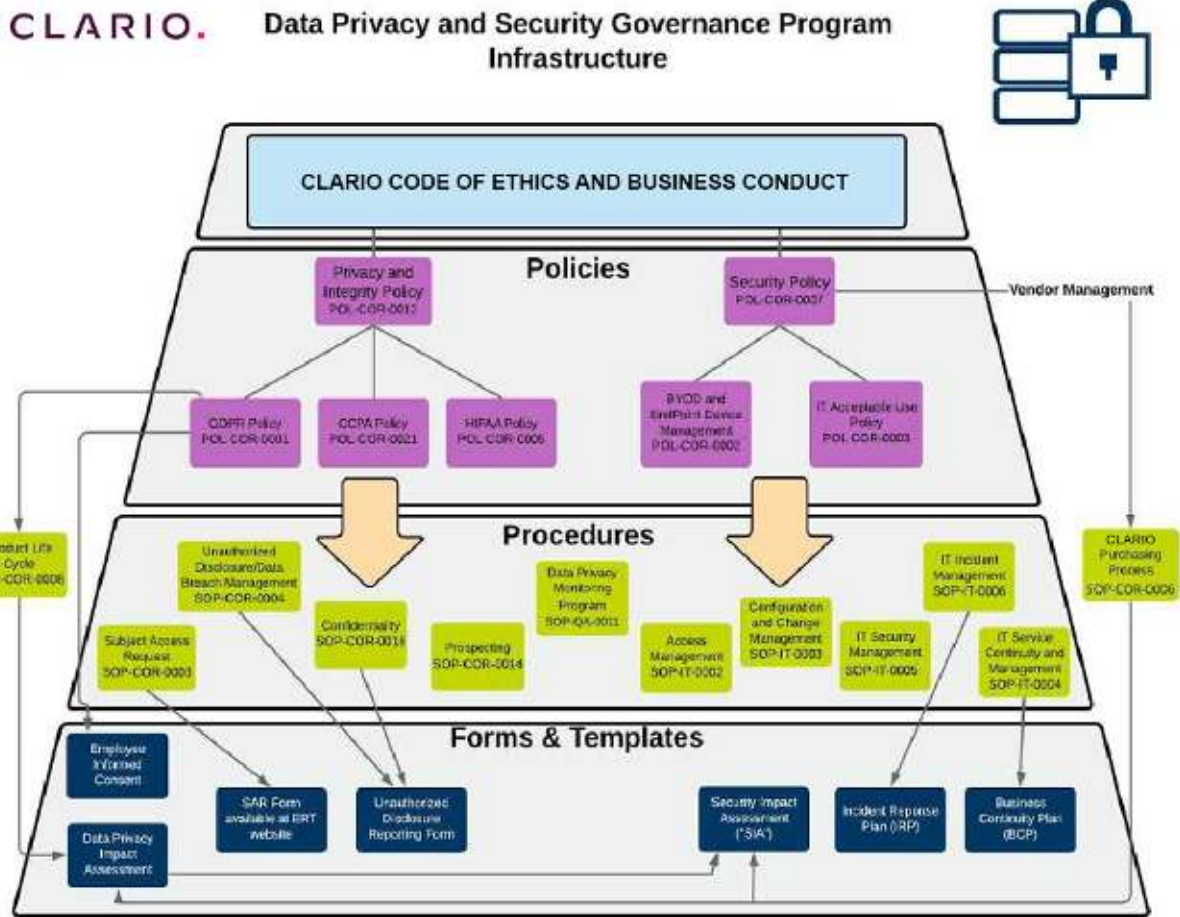 CLARIO.
Data Privacy and Security Governance Program
Infrastructure
CLARIO CODE OF ETHICS AND BUSINESS CONDUCT
Policies
Privacy and
Integrity Policy
Security Policy
POL-COR-0007
Vendor Management
GDPR Policy
POL-COR-0001
CCPA Policy
POL-COR-0021
HIPAA Policy
BYOD and
EndPoint Device
Management
POL-COR-0002
IT Acceptable Use
Policy
POL-COR-0003
Procedures
Life
Cycle
Unauthorized
Disclosure/Data
Breach Management
SOP-COR-0004
Data Privacy
Monitoring
Program
SOP-QA-0011
IT Incident
Management
SOP-IT-0006
CLARIO
Purchasing
Process
SOP-COR-0006
Subject Access
Request
SOP-COR-0003
Confidentiality
Prospecting
SOP-COR-0014
Access
Management
SOP-IT-0002
Configuration
and Change
Management
SOP-IT-0003
IT Security
Management
SOP-IT-0005
IT Service
Continuity and
Management
SOP-IT-0004
Forms & Templates
Employee
Informed
Consent
SAR Form
available at ERT
website
Unauthorized
Disclosure
Reporting Form
Security Impact
Assessment
("SIA")
Incident Reponse
Plan (IRP)
Business
Continuity Plan
(BCP)
Data Privacy
Impact
Assessment